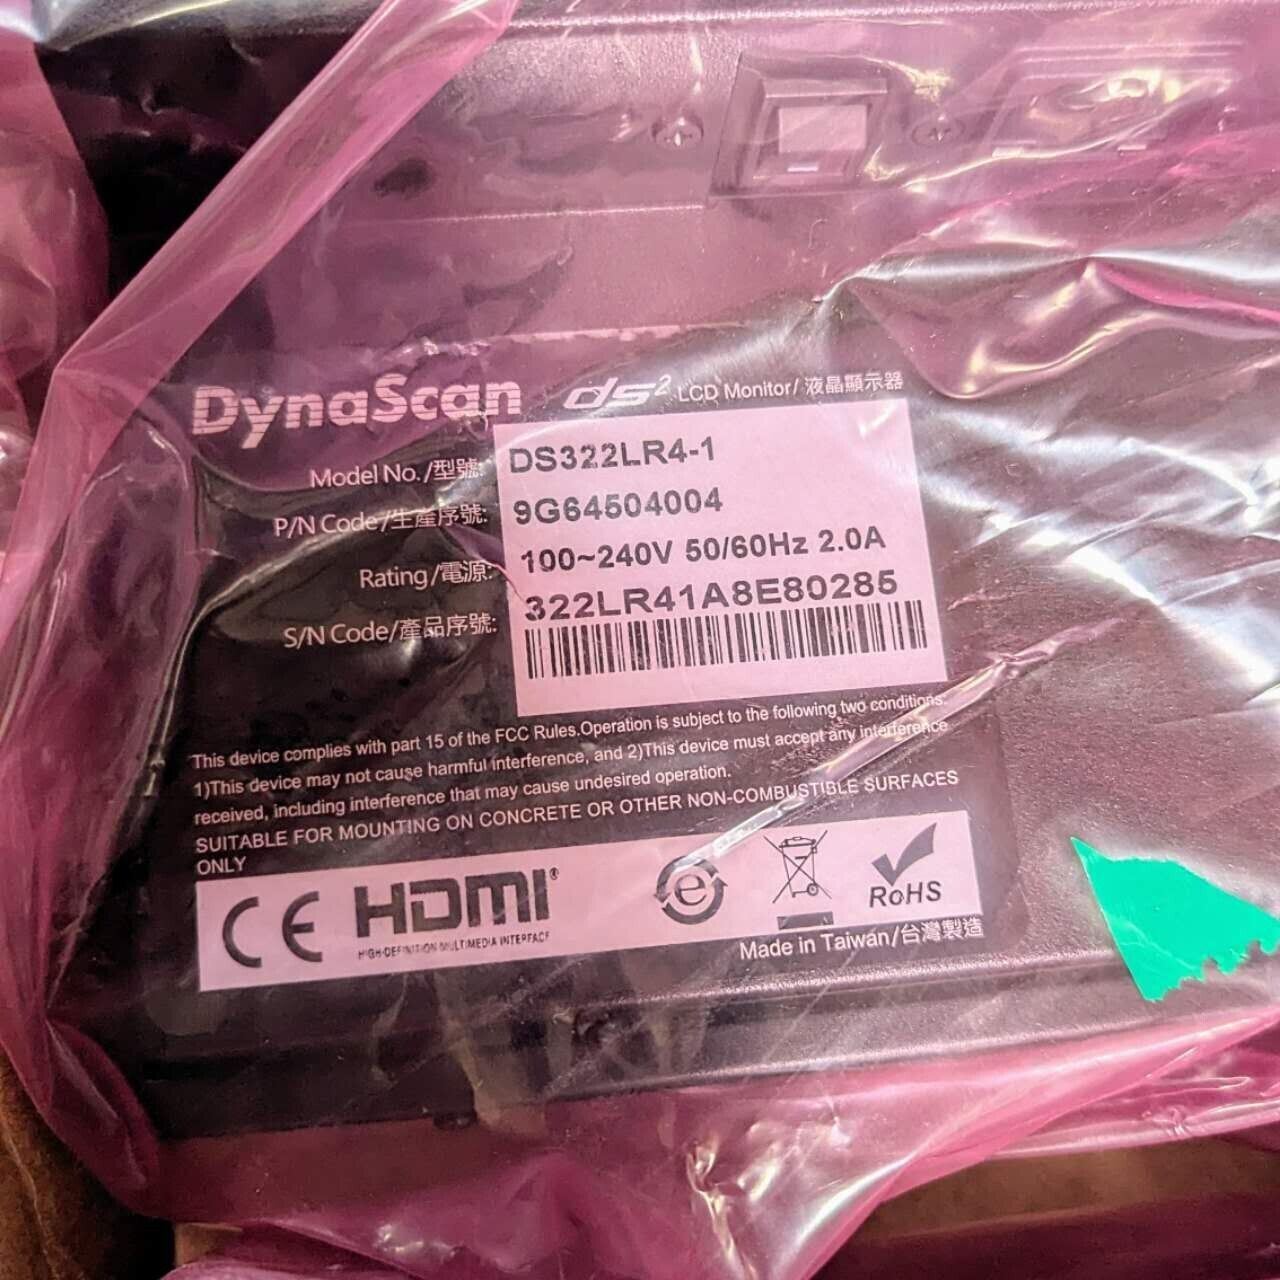 DynaScan ds² LCD Monitor/液晶顯示器
Model No./型號: DS322LR4-1
P/N Code/生產序號: 9G64504004
Rating/電源: 100~240V 50/60Hz 2.0A
S/N Code/產品序號: 322LR41A8E80285
This device complies with part 15 of the FCC Rules.Operation is subject to the following two conditions:
1)This device may not cause harmful interference, and 2)This device must accept any interference
received, including interference that may cause undesired operation.
SUITABLE FOR MOUNTING ON CONCRETE OR OTHER NON-COMBUSTIBLE SURFACES
ONLY
CE HDMI® e RoHS
HIGH-DEFINITION MULTIMEDIA INTERFACE
Made in Taiwan/台灣製造